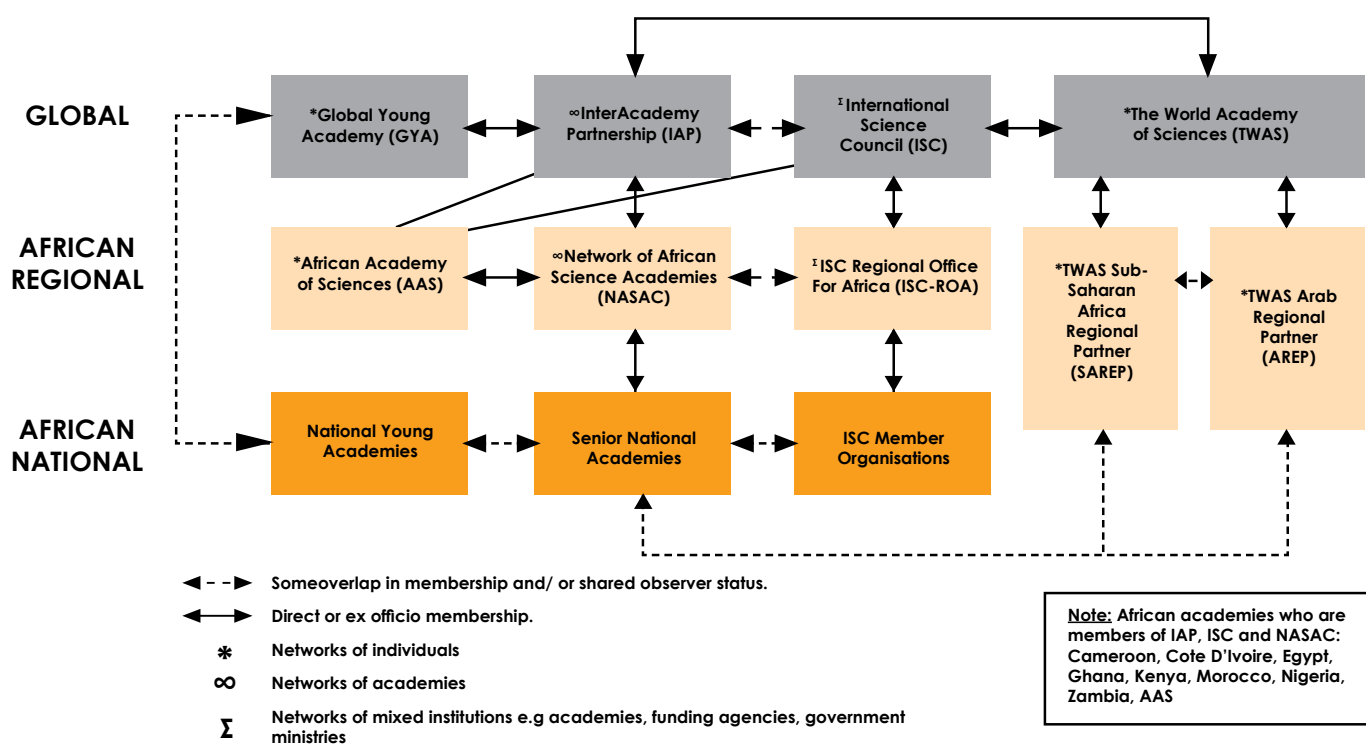 GLOBAL
*Global Young
Academy (GYA)
∞InterAcademy
Partnership (IAP)
Σ International
Science
Council (ISC)
*The World Academy
of Sciences (TWAS)
AFRICAN
REGIONAL
*African Academy
of Sciences (AAS)
∞Network of African
Science Academies
(NASAC)
Σ ISC Regional Office
For Africa (ISC-ROA)
*TWAS Sub-
Saharan
Africa
Regional
Partner
(SAREP)
*TWAS Arab
Regional
Partner
(AREP)
AFRICAN
NATIONAL
National Young
Academies
Senior National
Academies
ISC Member
Organisations
Someoverlap in membership and/ or shared observer status.
Direct or ex officio membership.
* Networks of individuals
∞ Networks of academies
Σ Networks of mixed institutions e.g academies, funding agencies, government
ministries
Note: African academies who are
members of IAP, ISC and NASAC:
Cameroon, Cote D'Ivoire, Egypt,
Ghana, Kenya, Morocco, Nigeria,
Zambia, AAS